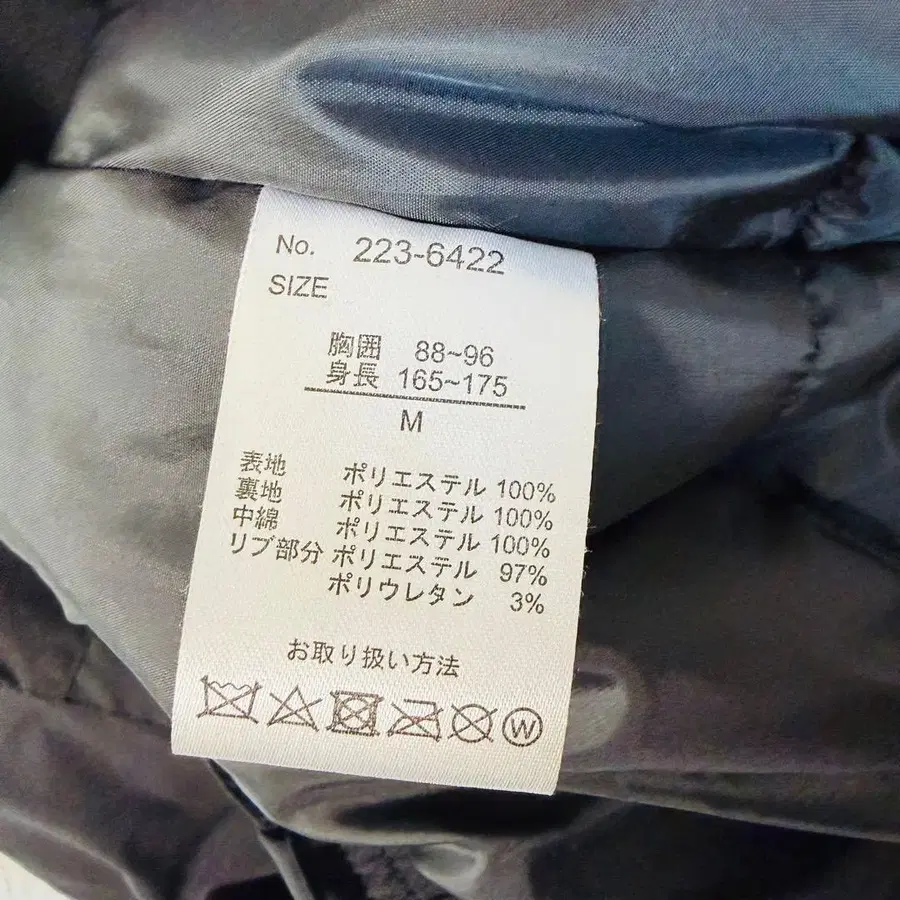 No. 223-6422
SIZE
胸囲 88~96
身長 165~175
M
表地 ポリエステル 100%
裏地 ポリエステル 100%
中綿 ポリエステル 100%
リブ部分 ポリエステル 97%
ポリウレタン 3%
お取り扱い方法
W